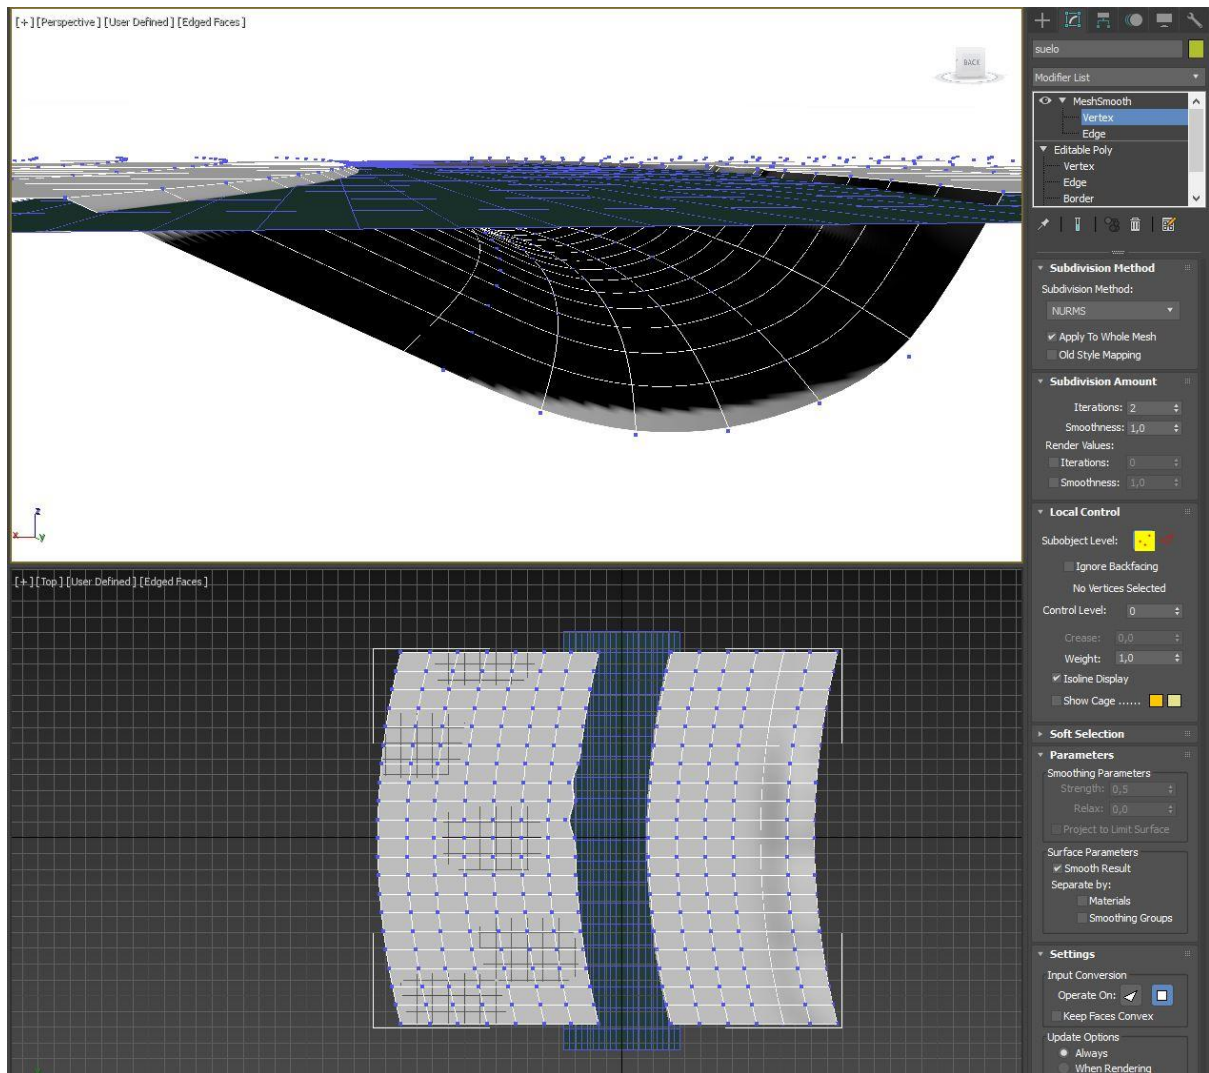 [+] [Perspective] [User Defined] [Edged Faces]
BACK
z
x
y
[+] [Top] [User Defined] [Edged Faces]
suelo
Modifier List
MeshSmooth
Vertex
Edge
Editable Poly
Vertex
Edge
Border
Subdivision Method
Subdivision Method:
NURMS
Apply To Whole Mesh
Old Style Mapping
Subdivision Amount
Iterations: 2
Smoothness: 1,0
Render Values:
Iterations: 0
Smoothness: 1,0
Local Control
Subobject Level:
Ignore Backfacing
No Vertices Selected
Control Level: 0
Crease: 0,0
Weight: 1,0
Isoline Display
Show Cage ......
Soft Selection
Parameters
Smoothing Parameters
Strength: 0,5
Relax: 0,0
Project to Limit Surface
Surface Parameters
Smooth Result
Separate by:
Materials
Smoothing Groups
Settings
Input Conversion
Operate On:
Keep Faces Convex
Update Options
Always
When Rendering